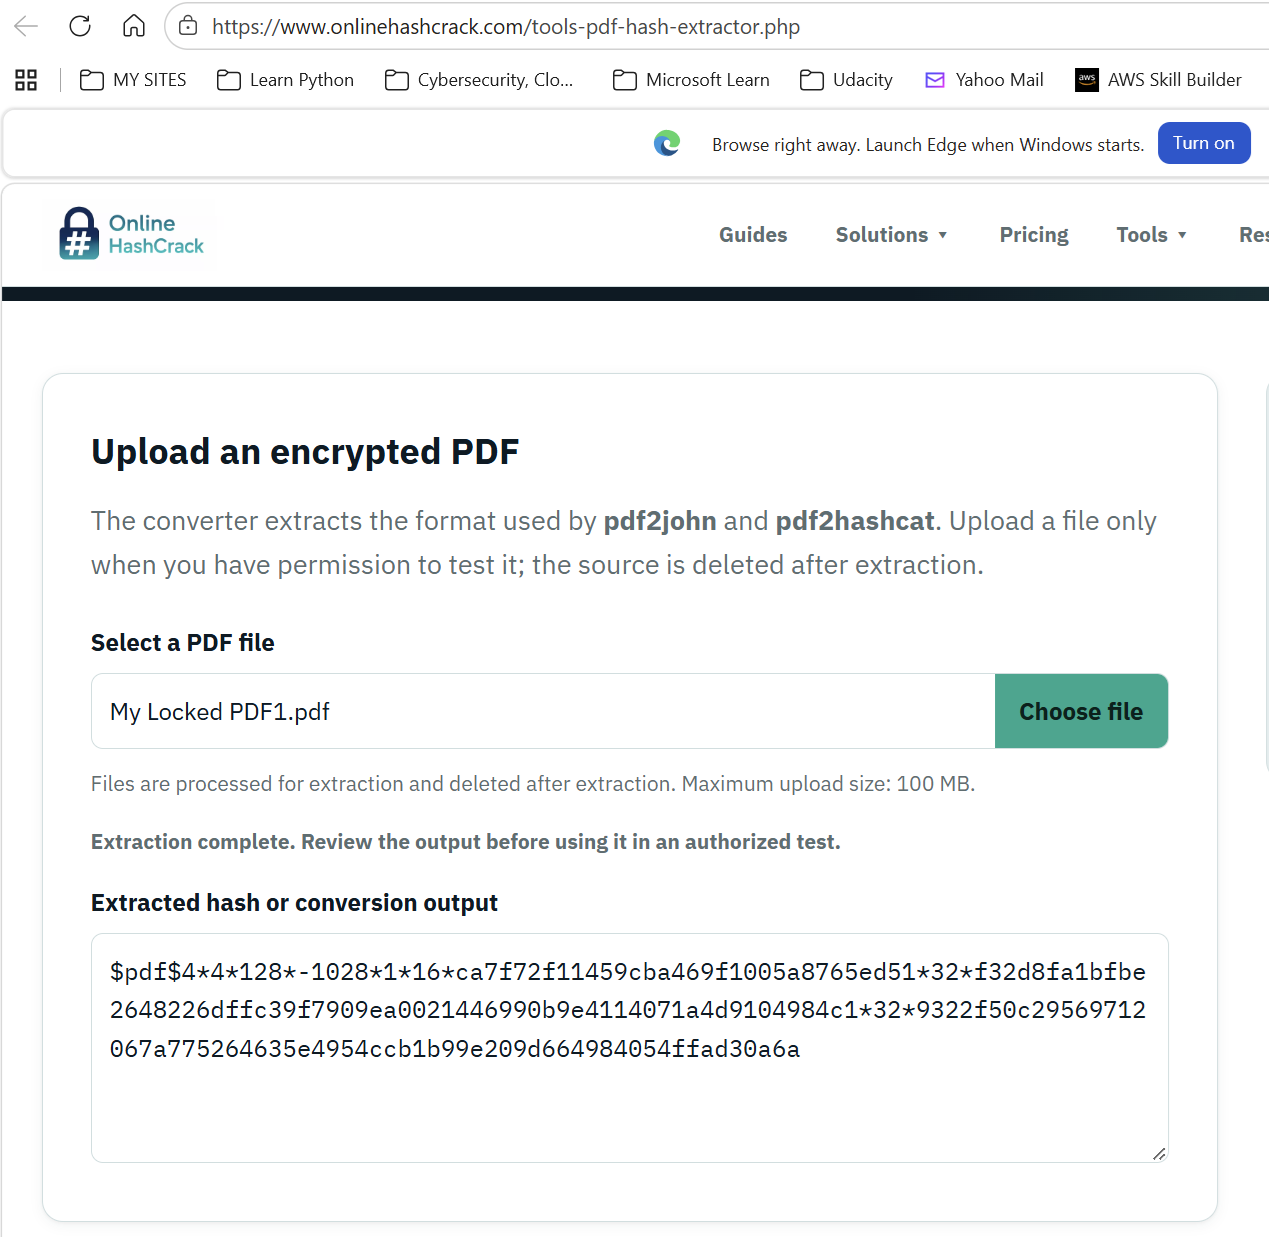 https://www.onlinehashcrack.com/tools-pdf-hash-extractor.php
MY SITES Learn Python Cybersecurity, Clo... Microsoft Learn Udacity Yahoo Mail aws AWS Skill Builder
Browse right away. Launch Edge when Windows starts. Turn on
# Online HashCrack
Guides Solutions ▼ Pricing Tools ▼ Res
Upload an encrypted PDF
The converter extracts the format used by pdf2john and pdf2hashcat. Upload a file only
when you have permission to test it; the source is deleted after extraction.
Select a PDF file
My Locked PDF1.pdf Choose file
Files are processed for extraction and deleted after extraction. Maximum upload size: 100 MB.
Extraction complete. Review the output before using it in an authorized test.
Extracted hash or conversion output
$pdf$4*4*128*-1028*1*16*ca7f72f11459cba469f1005a8765ed51*32*f32d8fa1bfbe
2648226dffc39f7909ea0021446990b9e4114071a4d9104984c1*32*9322f50c29569712
067a775264635e4954ccb1b99e209d664984054ffad30a6a